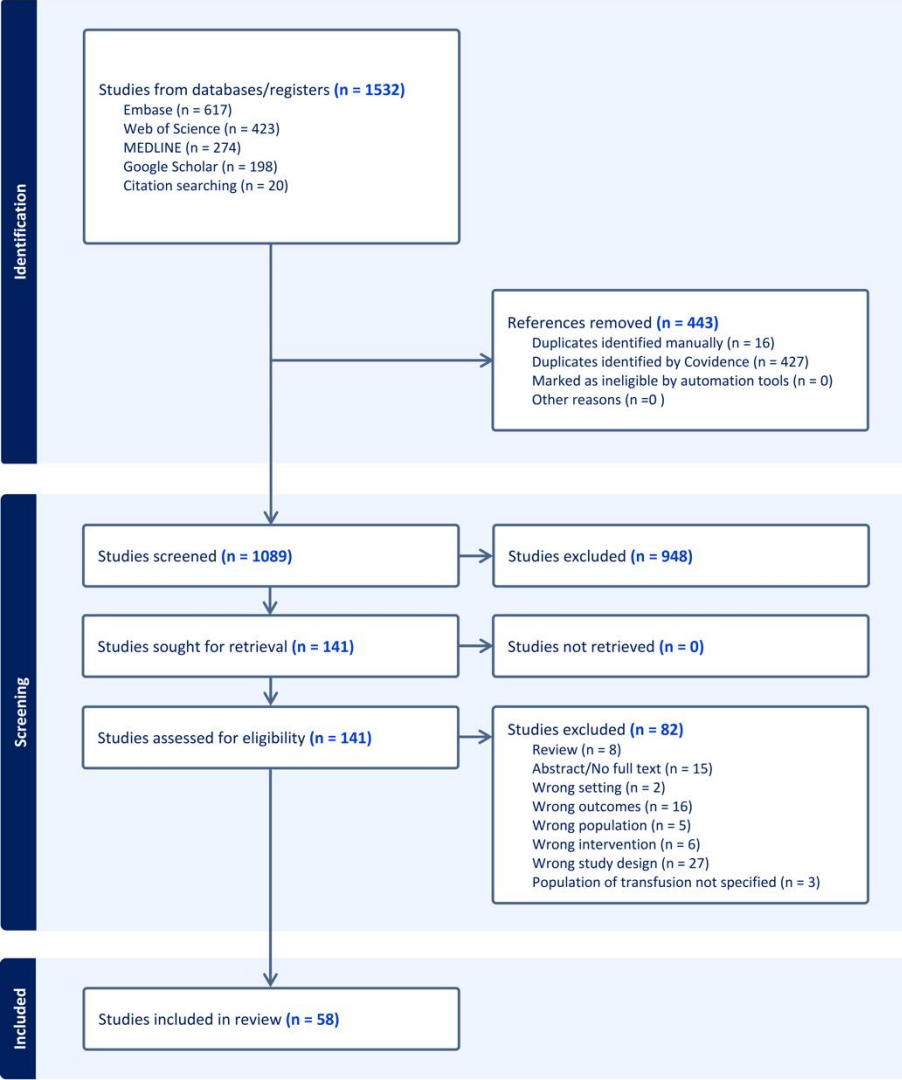 Identification
Studies from databases/registers (n = 1532)
Embase (n = 617)
Web of Science (n = 423)
MEDLINE (n = 274)
Google Scholar (n = 198)
Citation searching (n = 20)
References removed (n = 443)
Duplicates identified manually (n = 16)
Duplicates identified by Covidence (n = 427)
Marked as ineligible by automation tools (n = 0)
Other reasons (n =0 )
Screening
Studies screened (n = 1089)
Studies excluded (n = 948)
Studies sought for retrieval (n = 141)
Studies not retrieved (n = 0)
Studies assessed for eligibility (n = 141)
Studies excluded (n = 82)
Review (n = 8)
Abstract/No full text (n = 15)
Wrong setting (n = 2)
Wrong outcomes (n = 16)
Wrong population (n = 5)
Wrong intervention (n = 6)
Wrong study design (n = 27)
Population of transfusion not specified (n = 3)
Included
Studies included in review (n = 58)